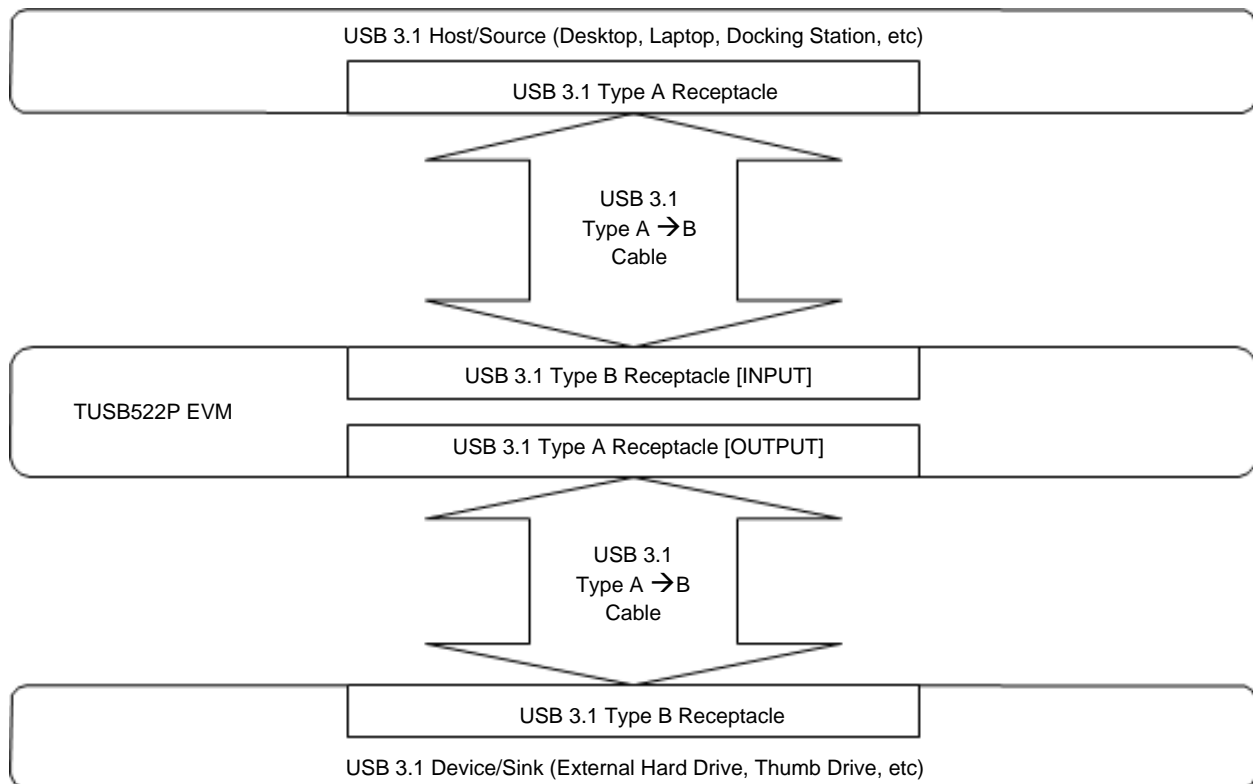 USB 3.1 Host/Source (Desktop, Laptop, Docking Station, etc)
USB 3.1 Type A Receptacle
USB 3.1
Type A →B
Cable
USB 3.1 Type B Receptacle [INPUT]
TUSB522P EVM
USB 3.1 Type A Receptacle [OUTPUT]
USB 3.1
Type A →B
Cable
USB 3.1 Type B Receptacle
USB 3.1 Device/Sink (External Hard Drive, Thumb Drive, etc)